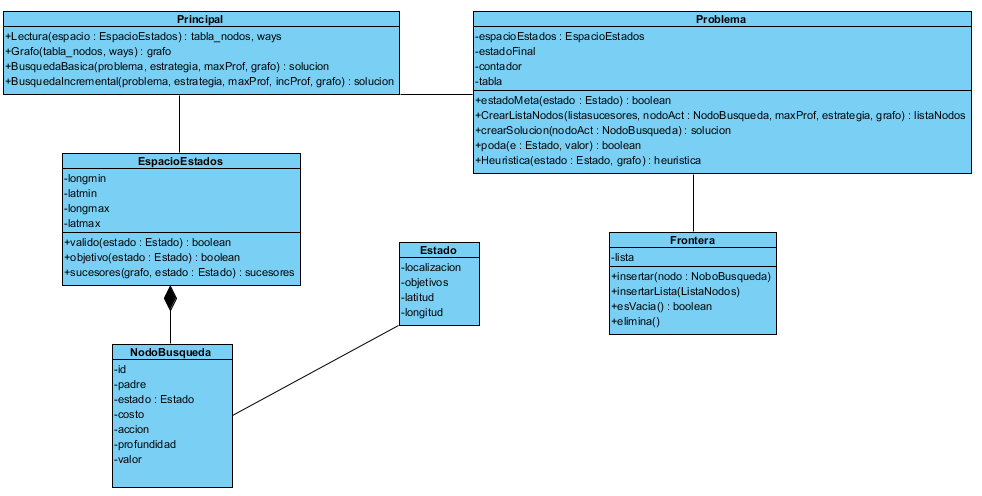 Principal
+Lectura(espacio : EspacioEstados) : tabla_nodos, ways
+Grafo(tabla_nodos, ways) : grafo
+BusquedaBasica(problema, estrategia, maxProf, grafo) : solucion
+BusquedaIncremental(problema, estrategia, maxProf, incProf, grafo) : solucion
Problema
-espacioEstados : EspacioEstados
-estadoFinal
-contador
-tabla
+estadoMeta(estado : Estado) : boolean
+CrearListaNodos(listasucesores, nodoAct : NodoBusqueda, maxProf, estrategia, grafo) : listaNodos
+crearSolucion(nodoAct : NodoBusqueda) : solucion
+poda(e : Estado, valor) : boolean
+Heuristica(estado : Estado, grafo) : heuristica
EspacioEstados
-longmin
-latmin
-longmax
-latmax
+valido(estado : Estado) : boolean
+objetivo(estado : Estado) : boolean
+sucesores(grafo, estado : Estado) : sucesores
Estado
-localizacion
-objetivos
-latitud
-longitud
Frontera
-lista
+insertar(nodo : NoboBusqueda)
+insertarLista(ListaNodos)
+esVacia() : boolean
+elimina()
NodoBusqueda
-id
-padre
-estado : Estado
-costo
-accion
-profundidad
-valor